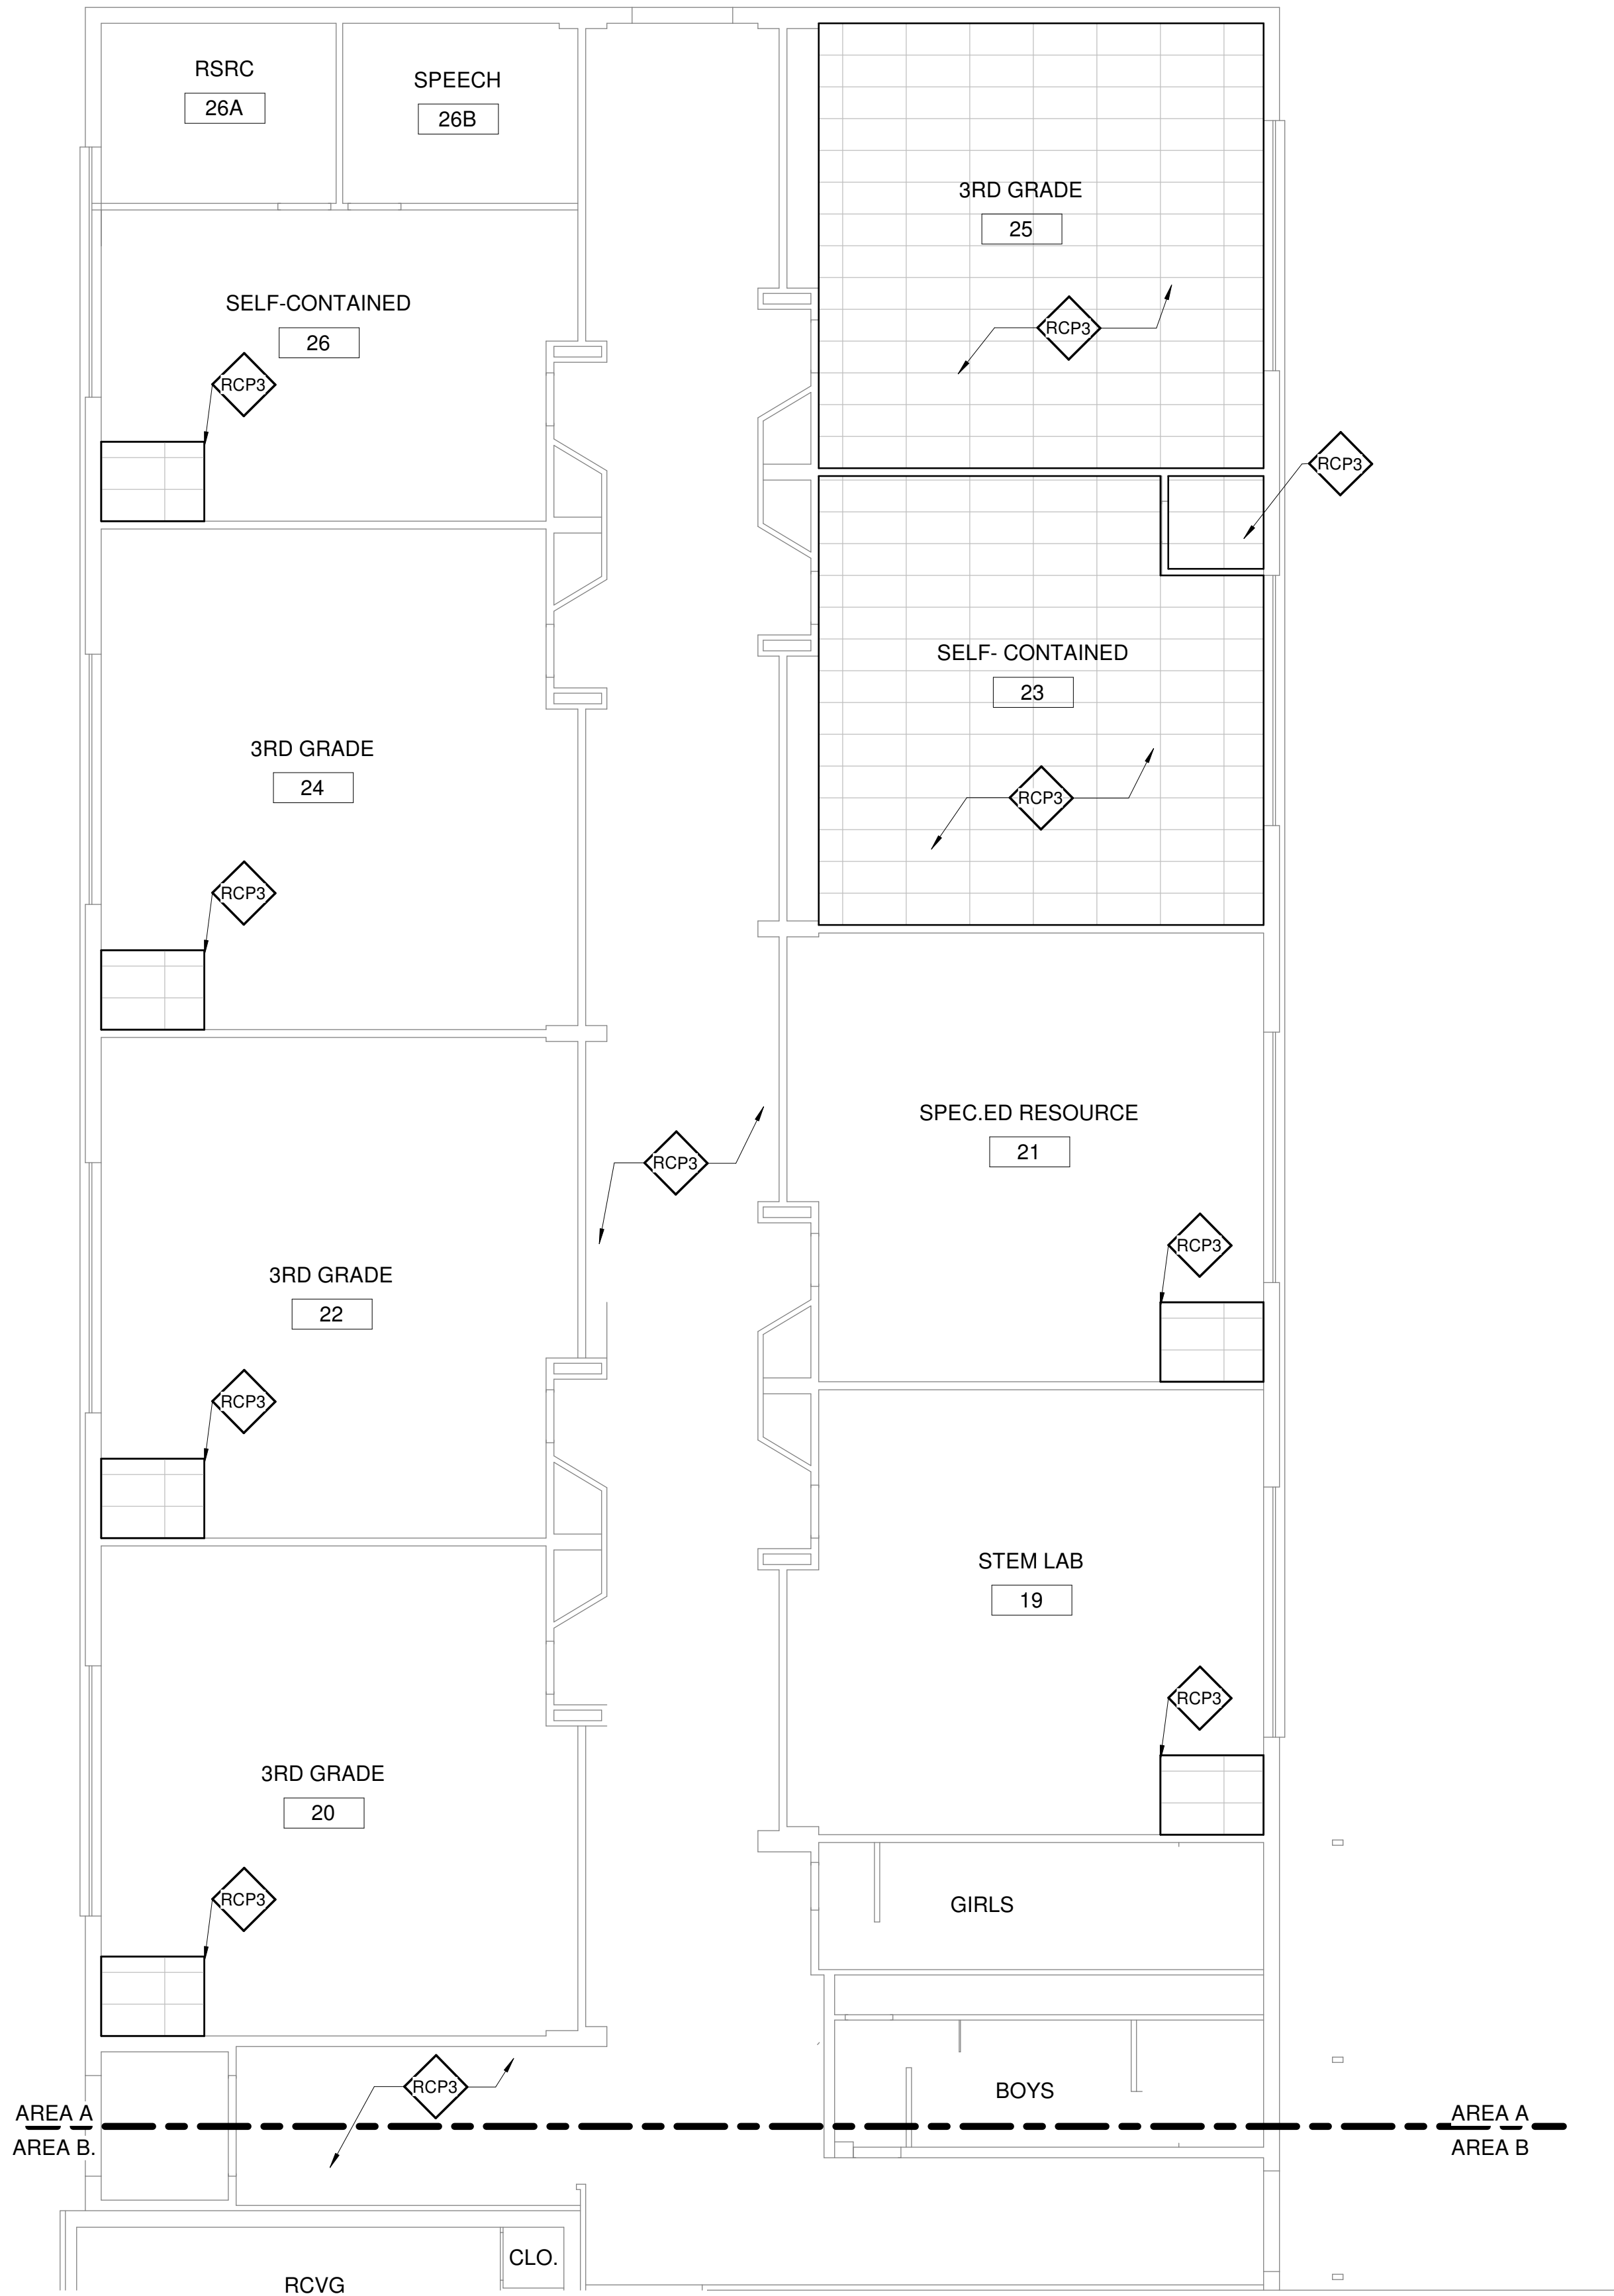 RSRC
26A
SPEECH
26B
3RD GRADE
25
SELF-CONTAINED
26
RCP3
RCP3
RCP3
SELF- CONTAINED
23
3RD GRADE
24
RCP3
RCP3
SPEC.ED RESOURCE
21
RCP3
RCP3
3RD GRADE
22
RCP3
STEM LAB
19
RCP3
3RD GRADE
20
RCP3
GIRLS
RCP3
BOYS
AREA A
AREA B.
AREA A
AREA B
CLO.
RCVG